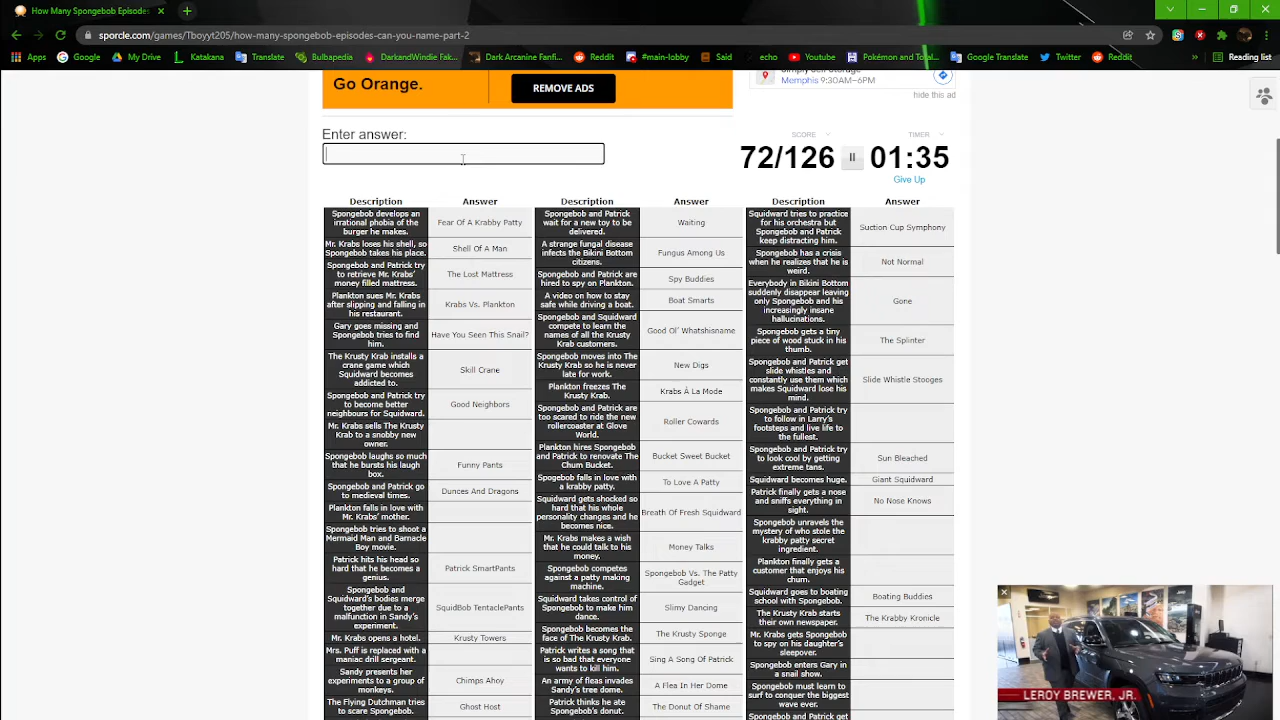 How Many Spongebob Episodes
sporcle.com/games/Tboyyt205/how-many-spongebob-episodes-can-you-name-part-2
Apps
Google
My Drive
Katakana
Translate
Bulbapedia
DarkandWindie Fak...
Dark Arcanine Fanfi...
Reddit
#main-lobby
Said
echo
YouTube
Pokémon and Total...
Google Translate
Twitter
Reddit
»
Reading list
Go Orange.
REMOVE ADS
Memphis 9:30AM–6PM
hide this ad
Enter answer:
SCORE
TIMER
72/126
01:35
Give Up
Description
Answer
Spongebob develops an
irrational phobia of the
burger he makes.
Fear Of A Krabby Patty
Mr. Krabs loses his shell, so
Spongebob takes his place.
Shell Of A Man
Spongebob and Patrick try
to retrieve Mr. Krabs'
money filled mattress.
The Lost Mattress
Plankton sues Mr. Krabs
after slipping and falling in
his restaurant.
Krabs Vs. Plankton
Gary goes missing and
Spongebob tries to find
him.
Have You Seen This Snail?
The Krusty Krab installs a
crane game which
Squidward becomes
addicted to.
Skill Crane
Spongebob and Patrick try
to become better
neighbours for Squidward.
Good Neighbors
Mr. Krabs sells The Krusty
Krab to a snobby new
owner.
Spongebob laughs so much
that he bursts his laugh
box.
Funny Pants
Spongebob and Patrick go
to medieval times.
Dunces And Dragons
Plankton falls in love with
Mr. Krabs' mother.
Spongebob tries to shoot a
Mermaid Man and Barnacle
Boy movie.
Patrick hits his head so
hard that he becomes a
genius.
Patrick SmartPants
Spongebob and
Squidward's bodies merge
together due to a
malfunction in Sandy's
experiment.
SquidBob TentaclePants
Mr. Krabs opens a hotel.
Krusty Towers
Mrs. Puff is replaced with a
maniac drill sergeant.
Sandy presents her
experiments to a group of
monkeys.
Chimps Ahoy
The Flying Dutchman tries
to scare Spongebob.
Ghost Host
Description
Answer
Spongebob and Patrick
wait for a new toy to be
delivered.
Waiting
A strange fungal disease
infects the Bikini Bottom
citizens.
Fungus Among Us
Spongebob and Patrick are
hired to spy on Plankton.
Spy Buddies
A video on how to stay
safe while driving a boat.
Boat Smarts
Spongebob and Squidward
compete to learn the
names of all the Krusty
Krab customers.
Good Ol' Whatshisname
Spongebob moves into The
Krusty Krab so he is never
late for work.
New Digs
Plankton freezes The
Krusty Krab.
Krabs À La Mode
Spongebob and Patrick are
too scared to ride the new
rollercoaster at Glove
World.
Roller Cowards
Plankton hires Spongebob
and Patrick to renovate The
Chum Bucket.
Bucket Sweet Bucket
Spogebob falls in love with
a krabby patty.
To Love A Patty
Squidward gets shocked so
hard that his whole
personality changes and he
becomes nice.
Breath Of Fresh Squidward
Mr. Krabs makes a wish
that he could talk to his
money.
Money Talks
Spongebob competes
against a patty making
machine.
Spongebob Vs. The Patty
Gadget
Squidward takes control of
Spongebob to make him
dance.
Slimy Dancing
Spongebob becomes the
face of The Krusty Krab.
The Krusty Sponge
Patrick writes a song that
is so bad that everyone
wants to kill him.
Sing A Song Of Patrick
An army of fleas invades
Sandy's tree dome.
A Flea In Her Dome
Patrick thinks he ate
Spongebob's donut.
The Donut Of Shame
Description
Answer
Squidward tries to practice
for his orchestra but
Spongebob and Patrick
keep distracting him.
Suction Cup Symphony
Spongebob has a crisis
when he realizes that he is
weird.
Not Normal
Everybody in Bikini Bottom
suddenly disappear leaving
only Spongebob and his
increasingly insane
hallucinations.
Gone
Spongebob gets a tiny
piece of wood stuck in his
thumb.
The Splinter
Spongebob and Patrick get
slide whistles and
constantly use them which
makes Squidward lose his
mind.
Slide Whistle Stooges
Spongebob and Patrick try
to follow in Larry's
footsteps and live life to
the fullest.
Spongebob and Patrick try
to look cool by getting
extreme tans.
Sun Bleached
Squidward becomes huge.
Giant Squidward
Patrick finally gets a nose
and sniffs everything in
sight.
No Nose Knows
Spongebob unravels the
mystery of who stole the
krabby patty secret
ingredient.
Plankton finally gets a
customer that enjoys his
chum.
Squidward goes to boating
school with Spongebob.
Boating Buddies
The Krusty Krab starts
their own newspaper.
The Krabby Kronicle
Mr. Krabs gets Spongebob
to spy on his daughter's
sleepover.
Spongebob enters Gary in
a snail show.
Spongebob must learn to
surf to conquer the biggest
wave ever.
Spongebob and Patrick get
LEROY BREWER, JR.